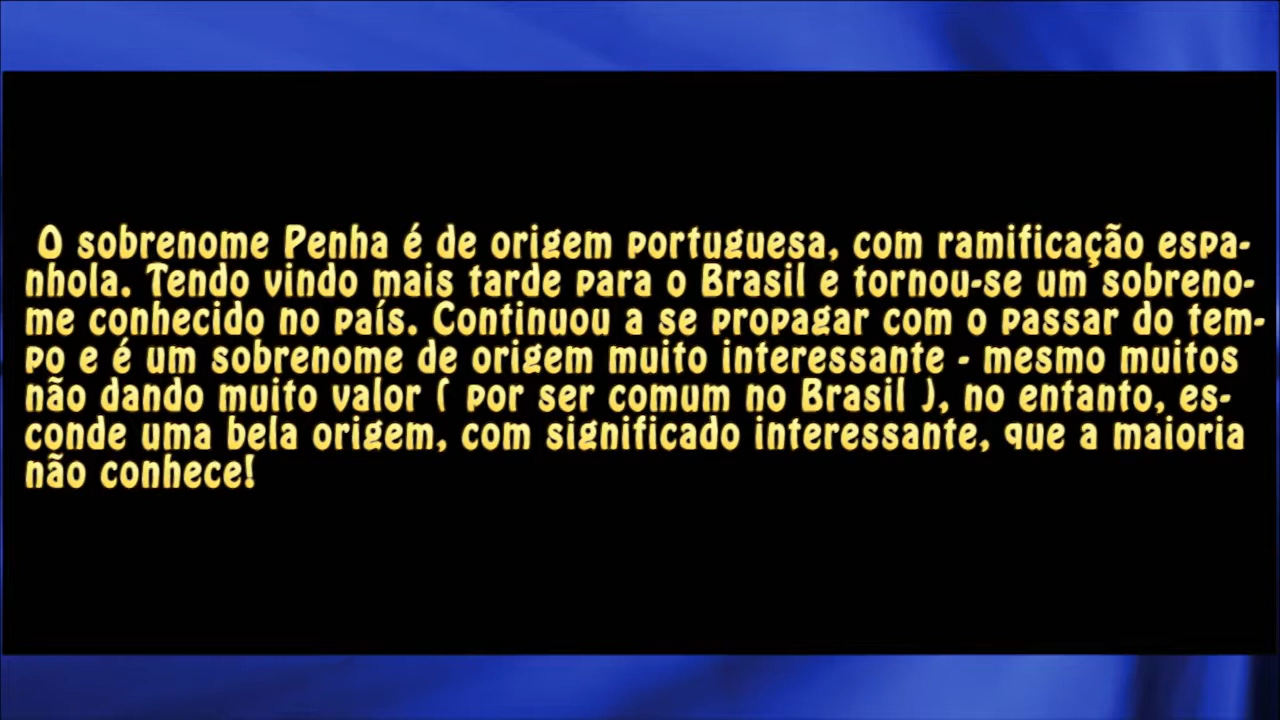 O sobrenome Penha é de origem portuguesa, com ramificação espa-
nhola. Tendo vindo mais tarde para o Brasil e tornou-se um sobreno-
me conhecido no país. Continuou a se propagar com o passar do tem-
po e é um sobrenome de origem muito interessante - mesmo muitos
não dando muito valor ( por ser comum no Brasil ), no entanto, es-
conde uma bela origem, com significado interessante, que a maioria
não conhece!